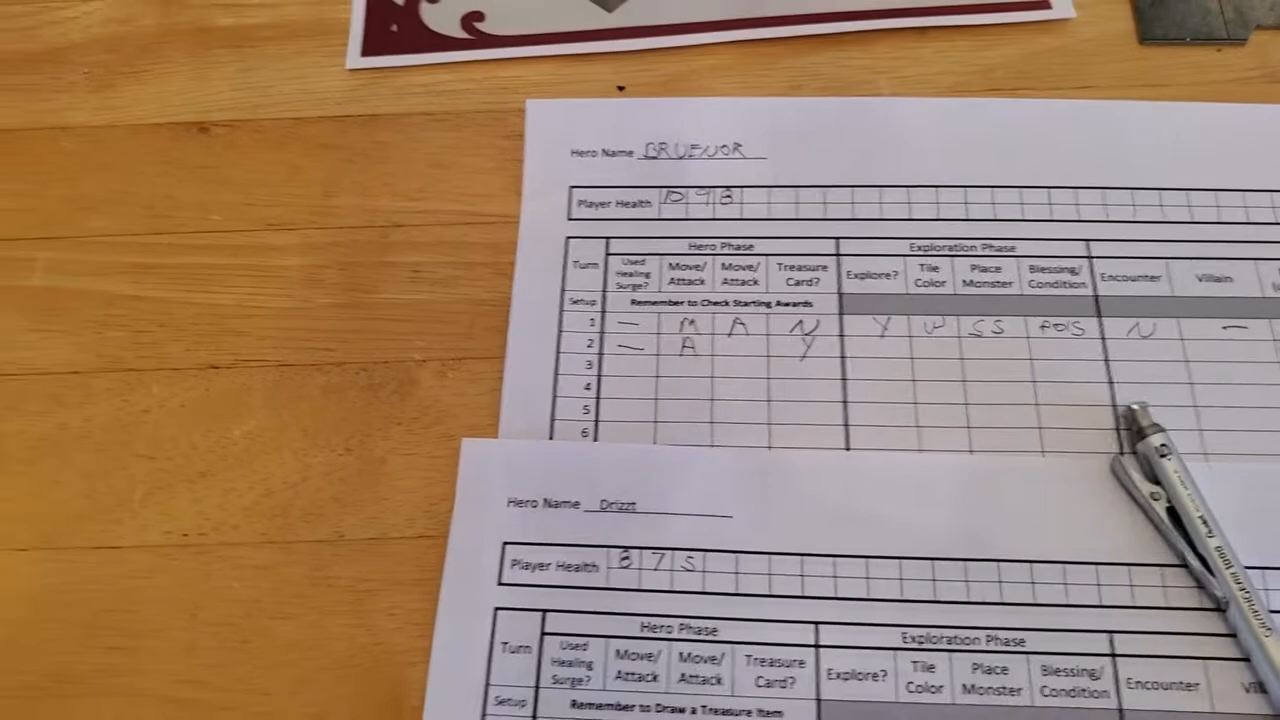 Hero Name BRUENOR
Player Health 10 9 8
Hero Phase Exploration Phase
Turn Used Healing Surge? Move/ Attack Move/ Attack Treasure Card? Explore? Tile Color Place Monster Blessing/ Condition Encounter Villain
Setup Remember to Check Starting Awards
1 — M A N Y W SS POIS N —
2 — A Y
3
4
5
6
Hero Name Drizzt
Player Health 8 7 5
Hero Phase Exploration Phase
Turn Used Healing Surge? Move/ Attack Move/ Attack Treasure Card? Explore? Tile Color Place Monster Blessing/ Condition Encounter
Setup Remember to Draw a Treasure Item